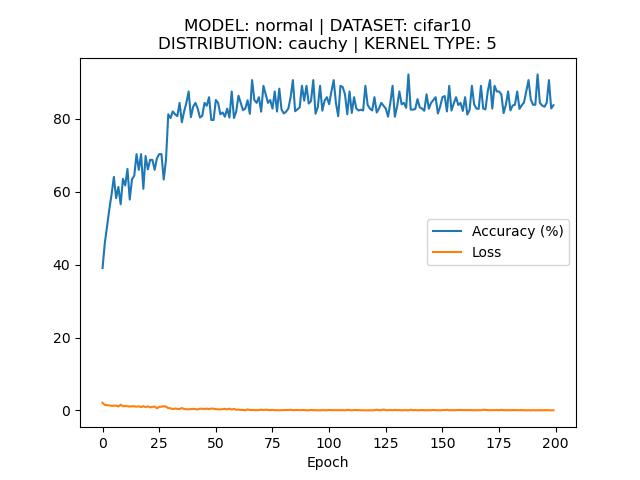 MODEL: normal | DATASET: cifar10
DISTRIBUTION: cauchy | KERNEL TYPE: 5
80
60
40
20
0
Accuracy (%)
Loss
0 25 50 75 100 125 150 175 200
Epoch